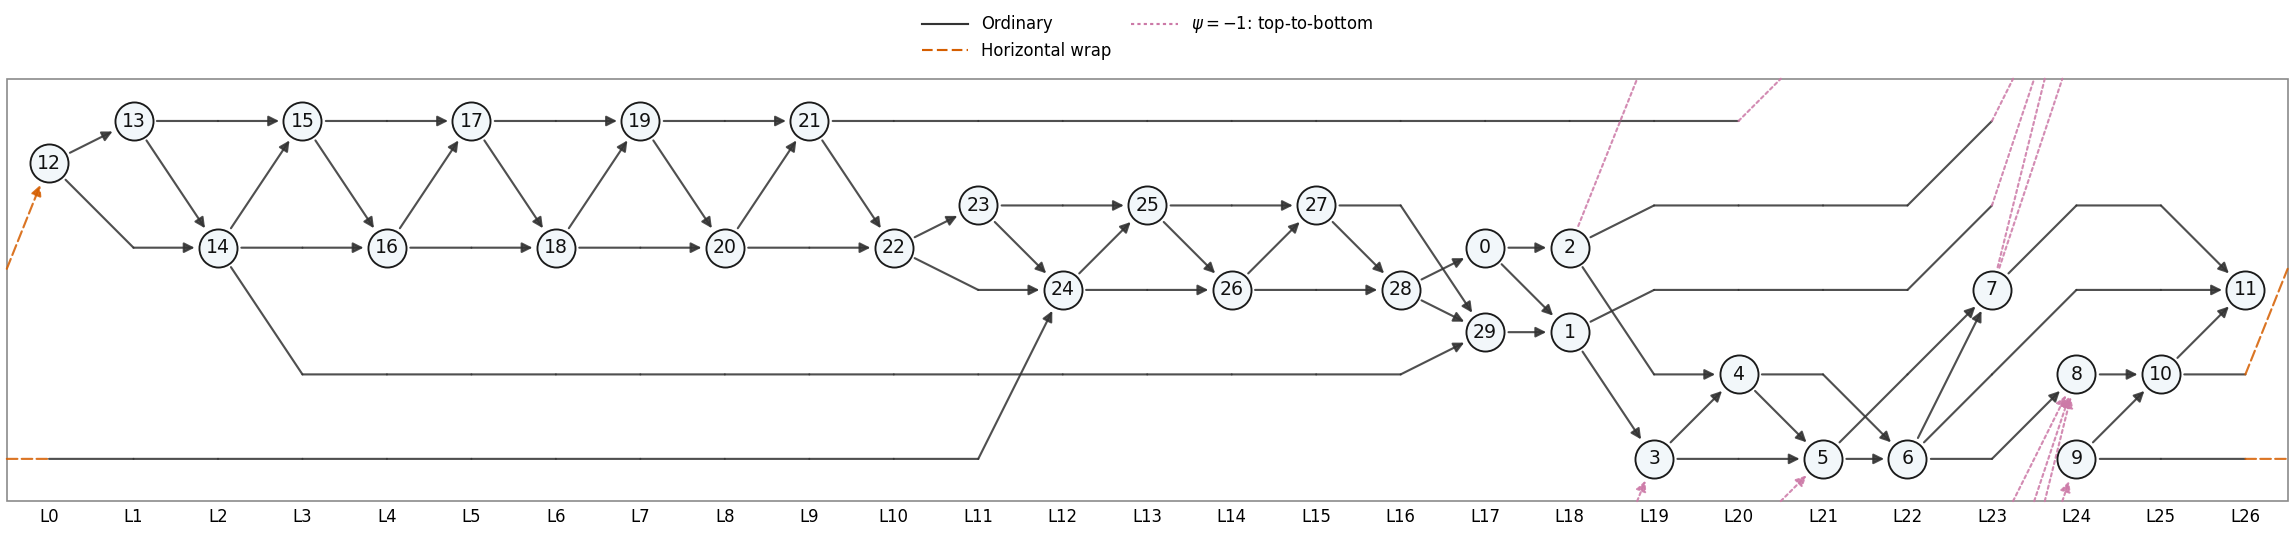 Ordinary
Horizontal wrap
ψ = −1: top-to-bottom
13 15 17 19 21
12
23 25 27
14 16 18 20 22 0 2
24 26 28 7 11
29 1
4 8 10
3 5 6 9
L0 L1 L2 L3 L4 L5 L6 L7 L8 L9 L10 L11 L12 L13 L14 L15 L16 L17 L18 L19 L20 L21 L22 L23 L24 L25 L26